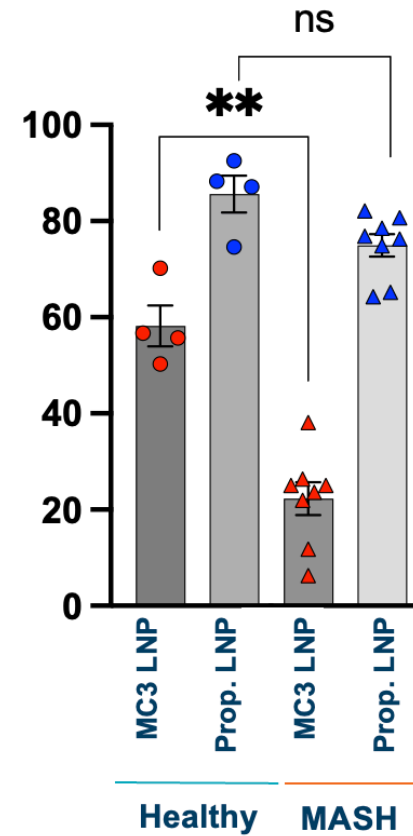 ns
**
100
80
60
40
20
0
MC3 LNP
Prop. LNP
MC3 LNP
Prop. LNP
Healthy
MASH